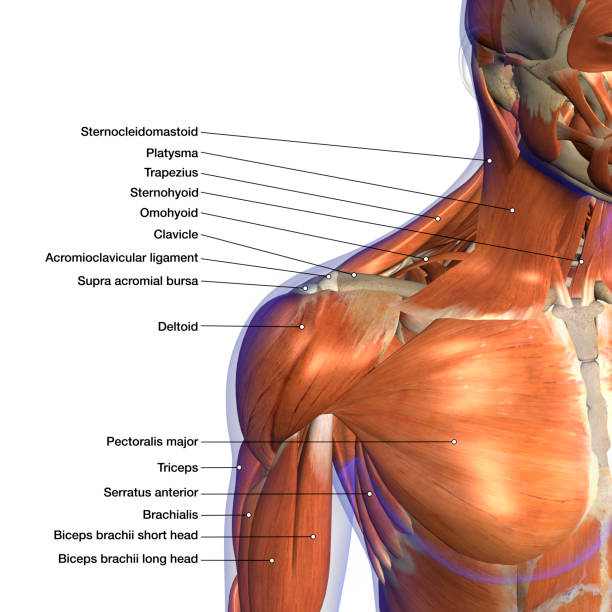 Sternocleidomastoid
Platysma
Trapezius
Sternohyoid
Omohyoid
Clavicle
Acromioclavicular ligament
Supra acromial bursa
Deltoid
Pectoralis major
Triceps
Serratus anterior
Brachialis
Biceps brachii short head
Biceps brachii long head